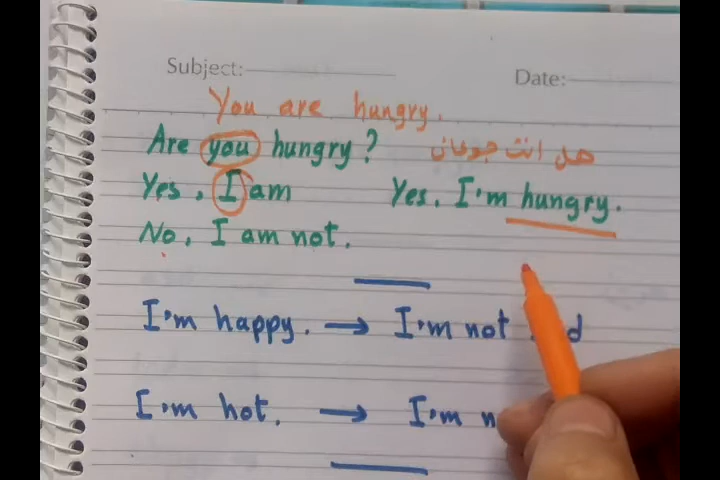 Subject: Date:
You are hungry.
Are you hungry? هل انت جوعان
Yes, I am Yes, I'm hungry.
No, I am not.
I'm happy. → I'm not
I'm hot. → I'm